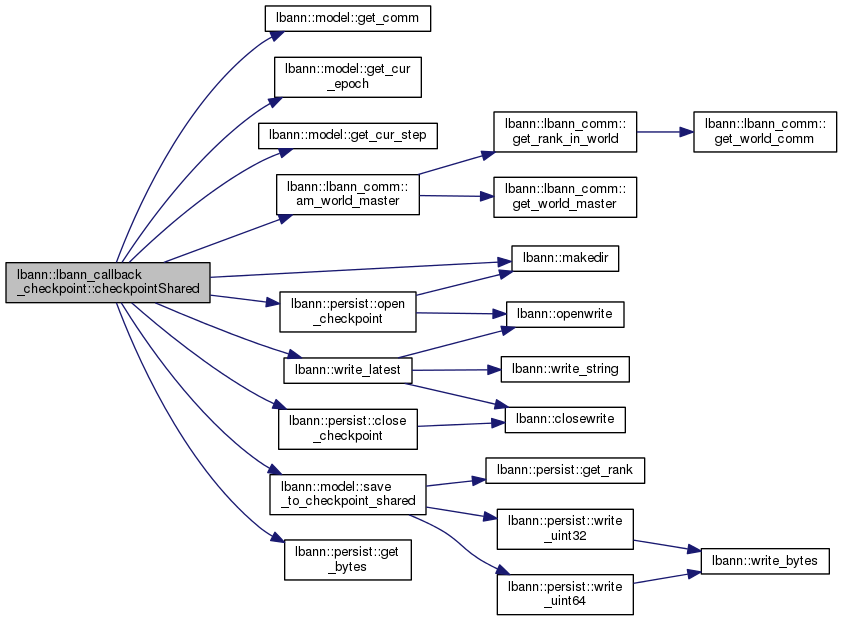 lbann::model::get_comm
lbann::model::get_cur
_epoch
lbann::model::get_cur_step
lbann::lbann_comm::
am_world_master
lbann::lbann_comm::
get_rank_in_world
lbann::lbann_comm::
get_world_comm
lbann::lbann_comm::
get_world_master
lbann::lbann_callback
_checkpoint::checkpointShared
lbann::makedir
lbann::persist::open
_checkpoint
lbann::openwrite
lbann::write_latest
lbann::write_string
lbann::closewrite
lbann::persist::close
_checkpoint
lbann::persist::get_rank
lbann::model::save
_to_checkpoint_shared
lbann::persist::write
_uint32
lbann::write_bytes
lbann::persist::get
_bytes
lbann::persist::write
_uint64